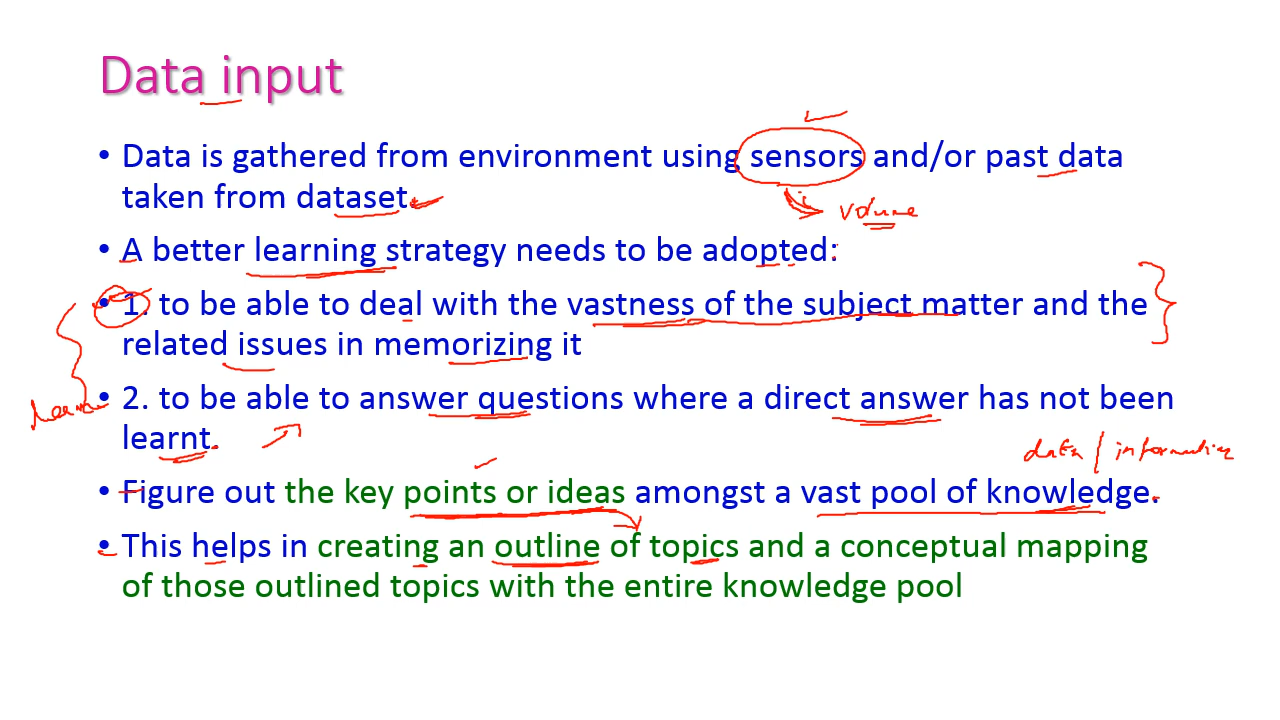 Data input
• Data is gathered from environment using sensors and/or past data
taken from dataset.
volume
• A better learning strategy needs to be adopted:
• 1. to be able to deal with the vastness of the subject matter and the
related issues in memorizing it
• 2. to be able to answer questions where a direct answer has not been
learnt.
data / information
• Figure out the key points or ideas amongst a vast pool of knowledge.
• This helps in creating an outline of topics and a conceptual mapping
of those outlined topics with the entire knowledge pool